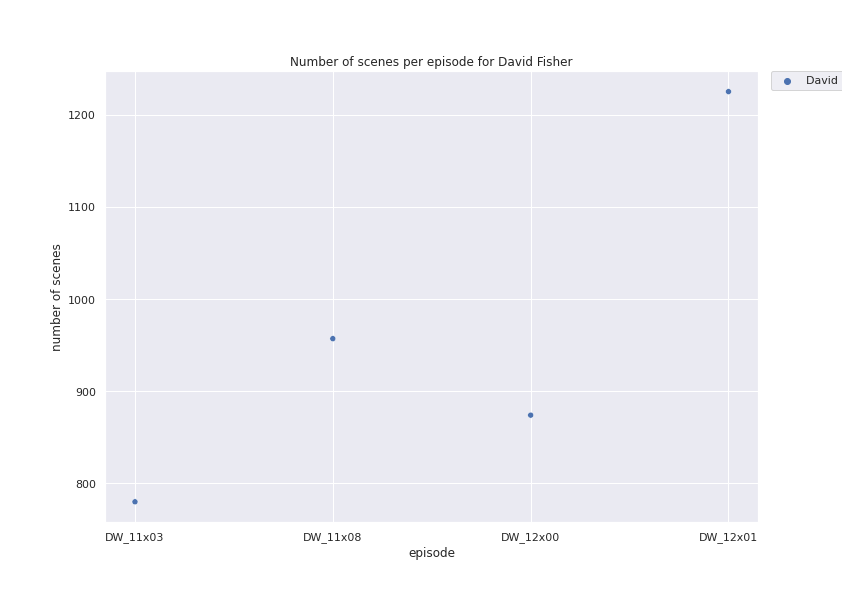 Number of scenes per episode for David Fisher
David
1200
1100
1000
900
800
number of scenes
DW_11x03 DW_11x08 DW_12x00 DW_12x01
episode